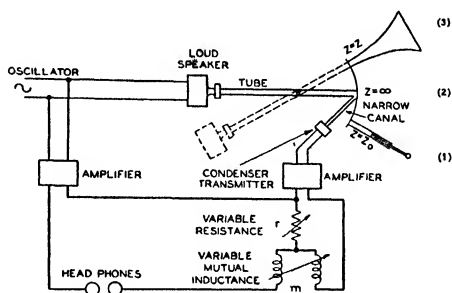 (3)
LOUD
SPEAKER
Z=Z
OSCILLATOR
TUBE
Z=∞
(2)
NARROW
CANAL
Z=Z₀
(1)
CONDENSER
TRANSMITTER
AMPLIFIER
AMPLIFIER
VARIABLE
RESISTANCE r
VARIABLE
MUTUAL
INDUCTANCE
HEAD PHONES
m